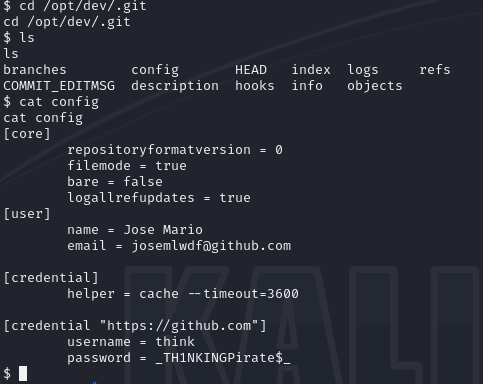 $ cd /opt/dev/.git
cd /opt/dev/.git
$ ls
ls
branches        config       HEAD   index  logs     refs
COMMIT_EDITMSG  description  hooks  info   objects
$ cat config
cat config
[core]
        repositoryformatversion = 0
        filemode = true
        bare = false
        logallrefupdates = true
[user]
        name = Jose Mario
        email = josemlwdf@github.com

[credential]
        helper = cache --timeout=3600

[credential "https://github.com"]
        username = think
        password = _TH1NKINGPirate$_
$
KALI